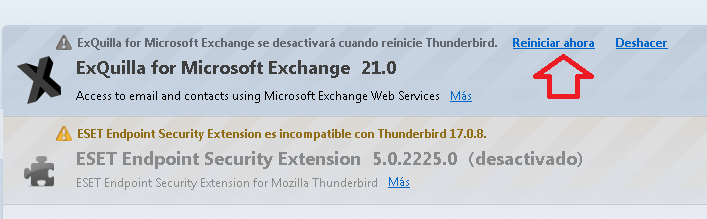 ExQuilla for Microsoft Exchange se desactivará cuando reinicie Thunderbird. Reiniciar ahora Deshacer
ExQuilla for Microsoft Exchange 21.0
Access to email and contacts using Microsoft Exchange Web Services Más
ESET Endpoint Security Extension es incompatible con Thunderbird 17.0.8.
ESET Endpoint Security Extension 5.0.2225.0 (desactivado)
ESET Endpoint Security Extension for Mozilla Thunderbird Más